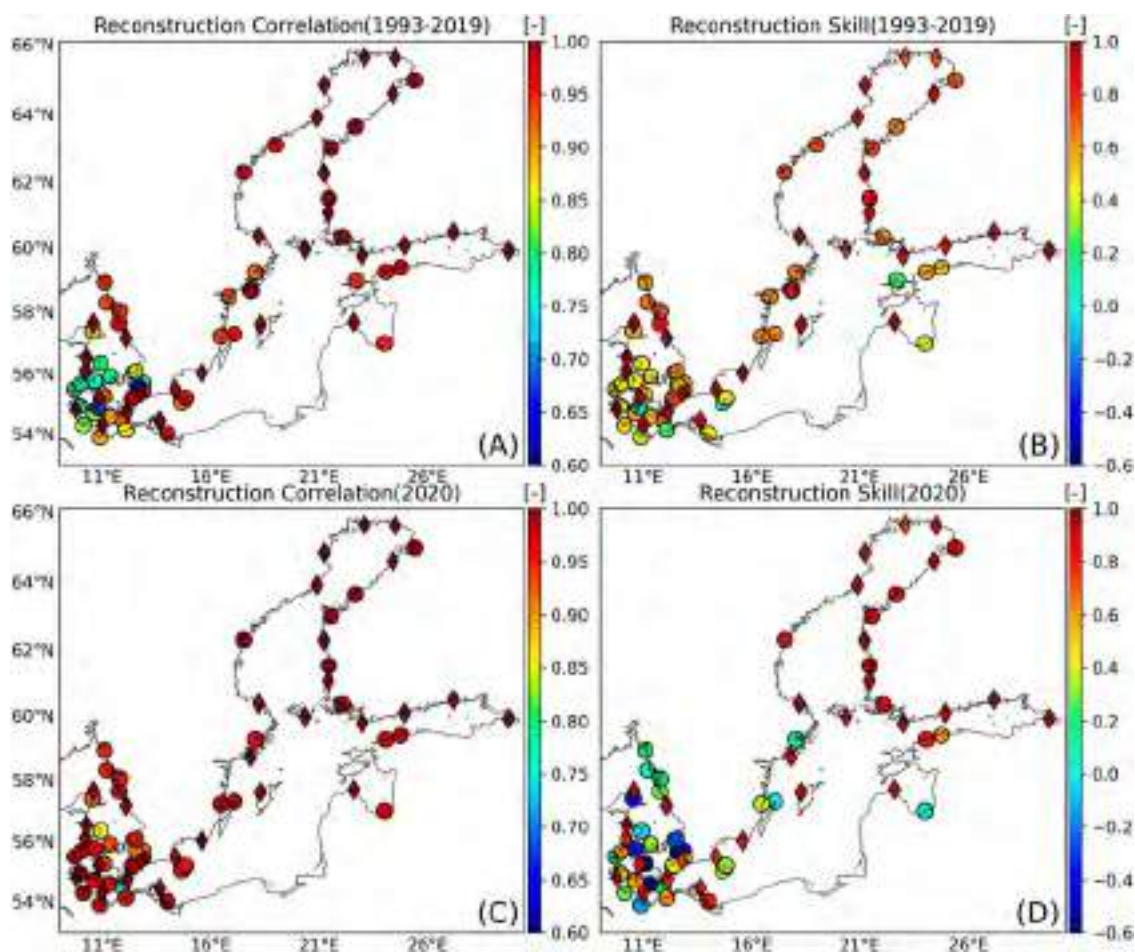 Reconstruction Correlation(1993-2019) [-]
Reconstruction Skill(1993-2019) [-]
66°N
64°N
62°N
60°N
58°N
56°N
54°N
1.00
0.95
0.90
0.85
0.80
0.75
0.70
0.65
0.60
1.0
0.8
0.6
0.4
0.2
0.0
−0.2
−0.4
−0.6
(A)
(B)
11°E 16°E 21°E 26°E
11°E 16°E 21°E 26°E
Reconstruction Correlation(2020) [-]
Reconstruction Skill(2020) [-]
66°N
64°N
62°N
60°N
58°N
56°N
54°N
1.00
0.95
0.90
0.85
0.80
0.75
0.70
0.65
0.60
1.0
0.8
0.6
0.4
0.2
0.0
−0.2
−0.4
−0.6
(C)
(D)
11°E 16°E 21°E 26°E
11°E 16°E 21°E 26°E